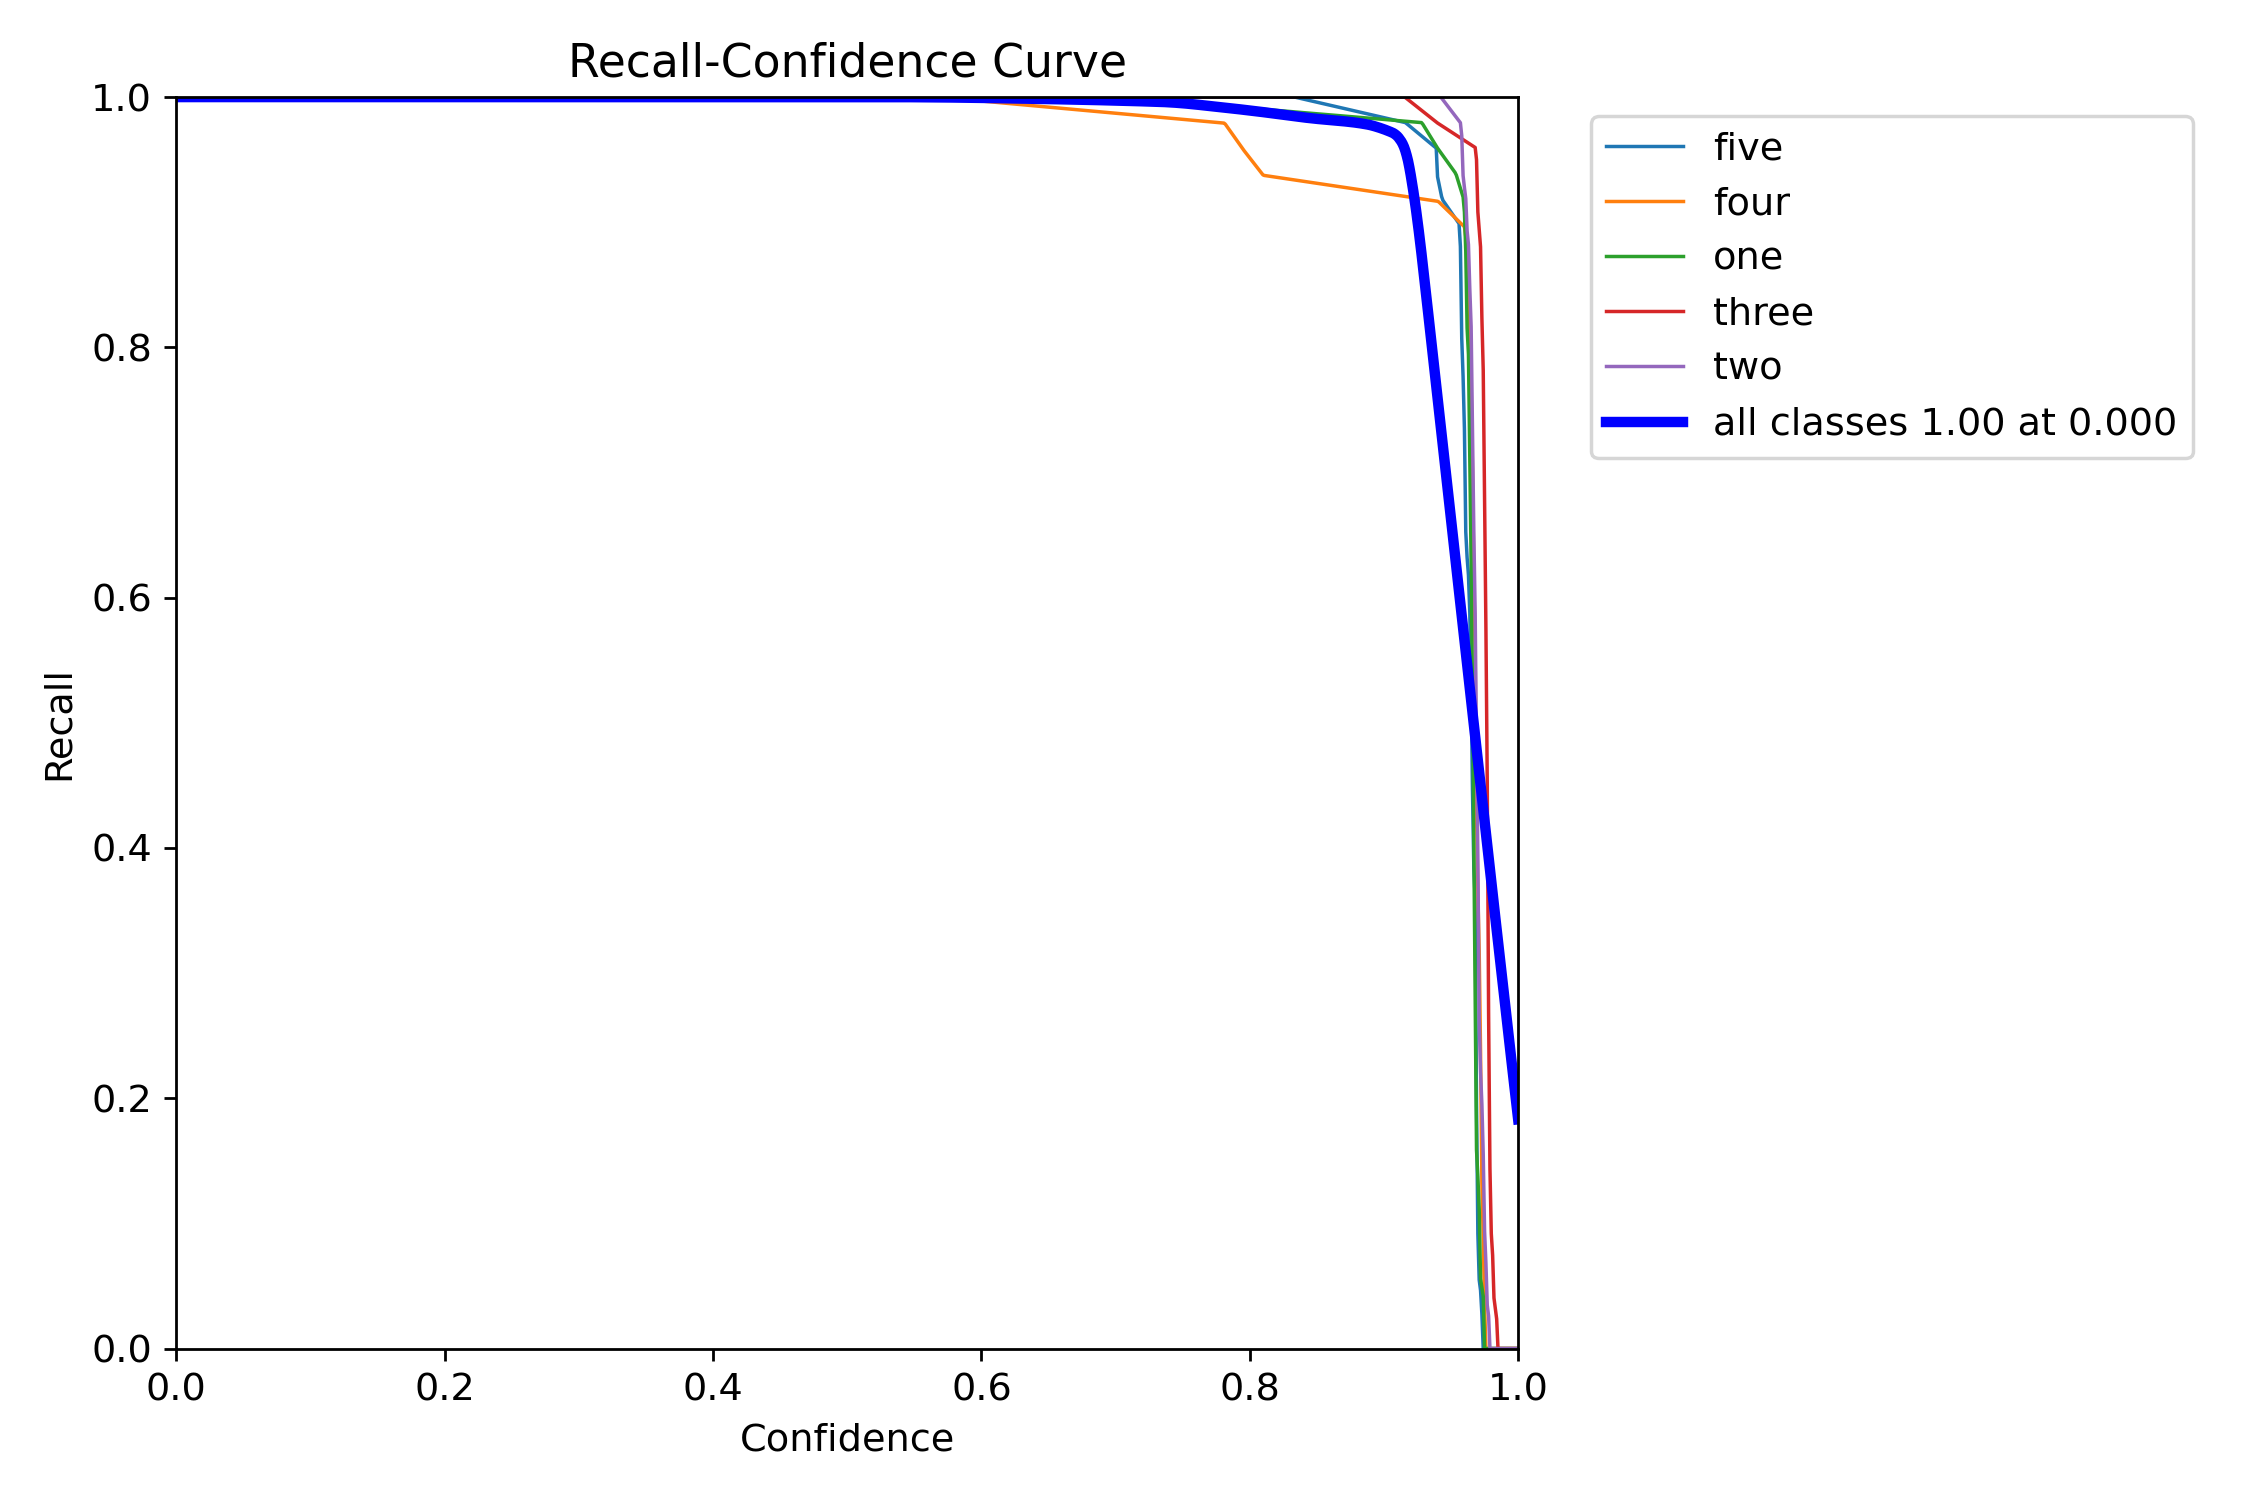 Recall-Confidence Curve
1.0
0.8
0.6
0.4
0.2
0.0
Recall
0.0 0.2 0.4 0.6 0.8 1.0
Confidence
five
four
one
three
two
all classes 1.00 at 0.000